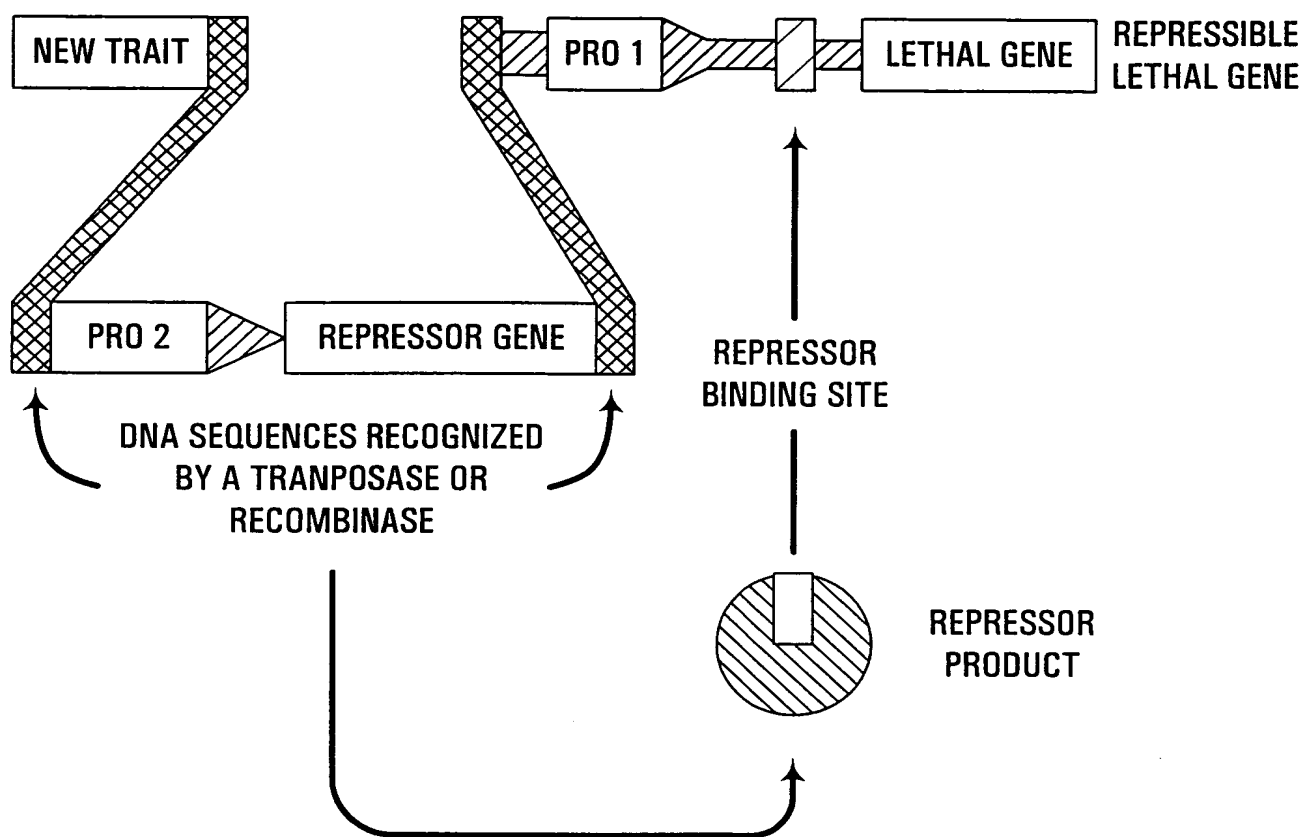 NEW TRAIT
PRO 1
LETHAL GENE
REPRESSIBLE
LETHAL GENE
PRO 2
REPRESSOR GENE
REPRESSOR
BINDING SITE
DNA SEQUENCES RECOGNIZED
BY A TRANPOSASE OR
RECOMBINASE
REPRESSOR
PRODUCT